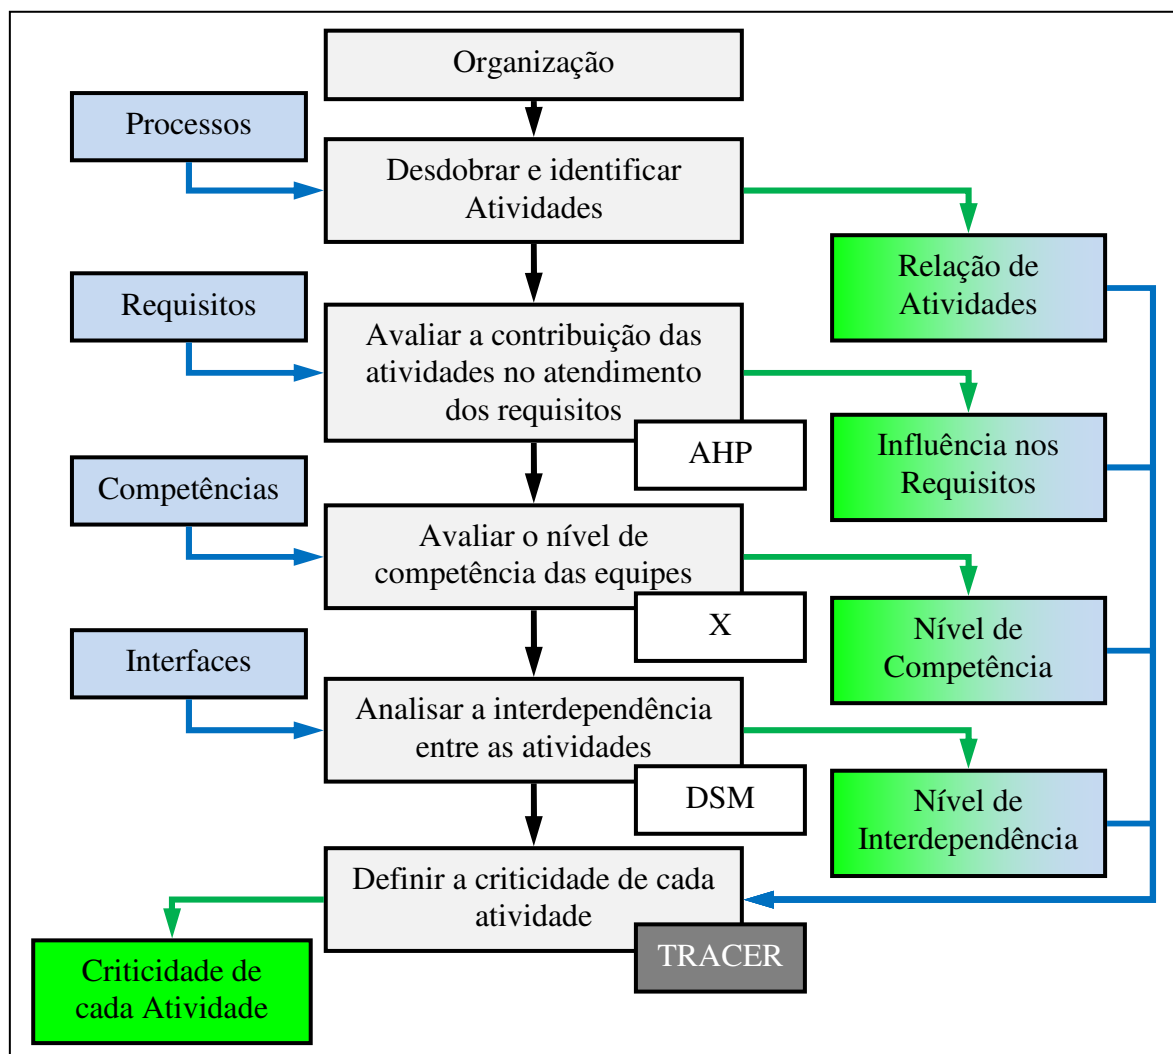 Organização
Processos
Desdobrar e identificar
Atividades
Relação de
Atividades
Requisitos
Avaliar a contribuição das
atividades no atendimento
dos requisitos
AHP
Influência nos
Requisitos
Competências
Avaliar o nível de
competência das equipes
X
Nível de
Competência
Interfaces
Analisar a interdependência
entre as atividades
DSM
Nível de
Interdependência
Definir a criticidade de cada
atividade
TRACER
Criticidade de
cada Atividade